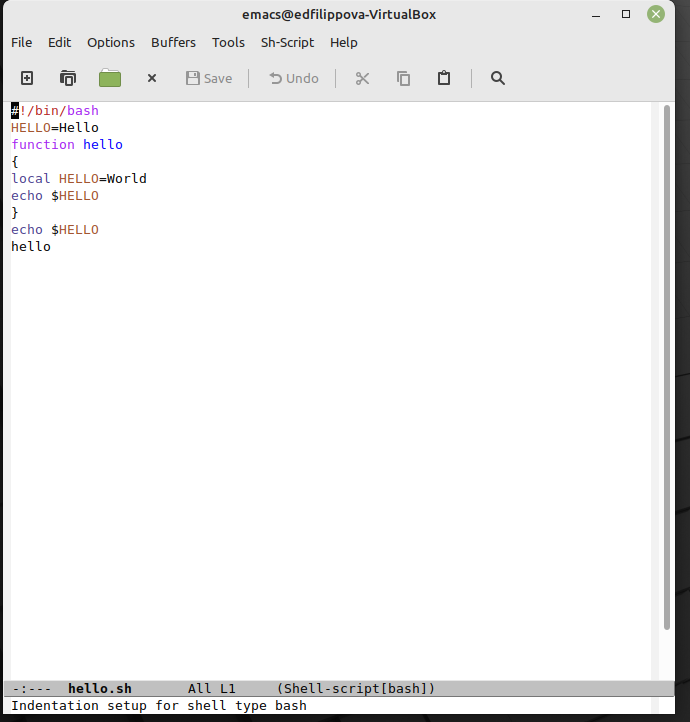 emacs@edfilippova-VirtualBox
File Edit Options Buffers Tools Sh-Script Help
Save Undo
#!/bin/bash
HELLO=Hello
function hello
{
local HELLO=World
echo $HELLO
}
echo $HELLO
hello
-:--- hello.sh All L1 (Shell-script[bash])
Indentation setup for shell type bash